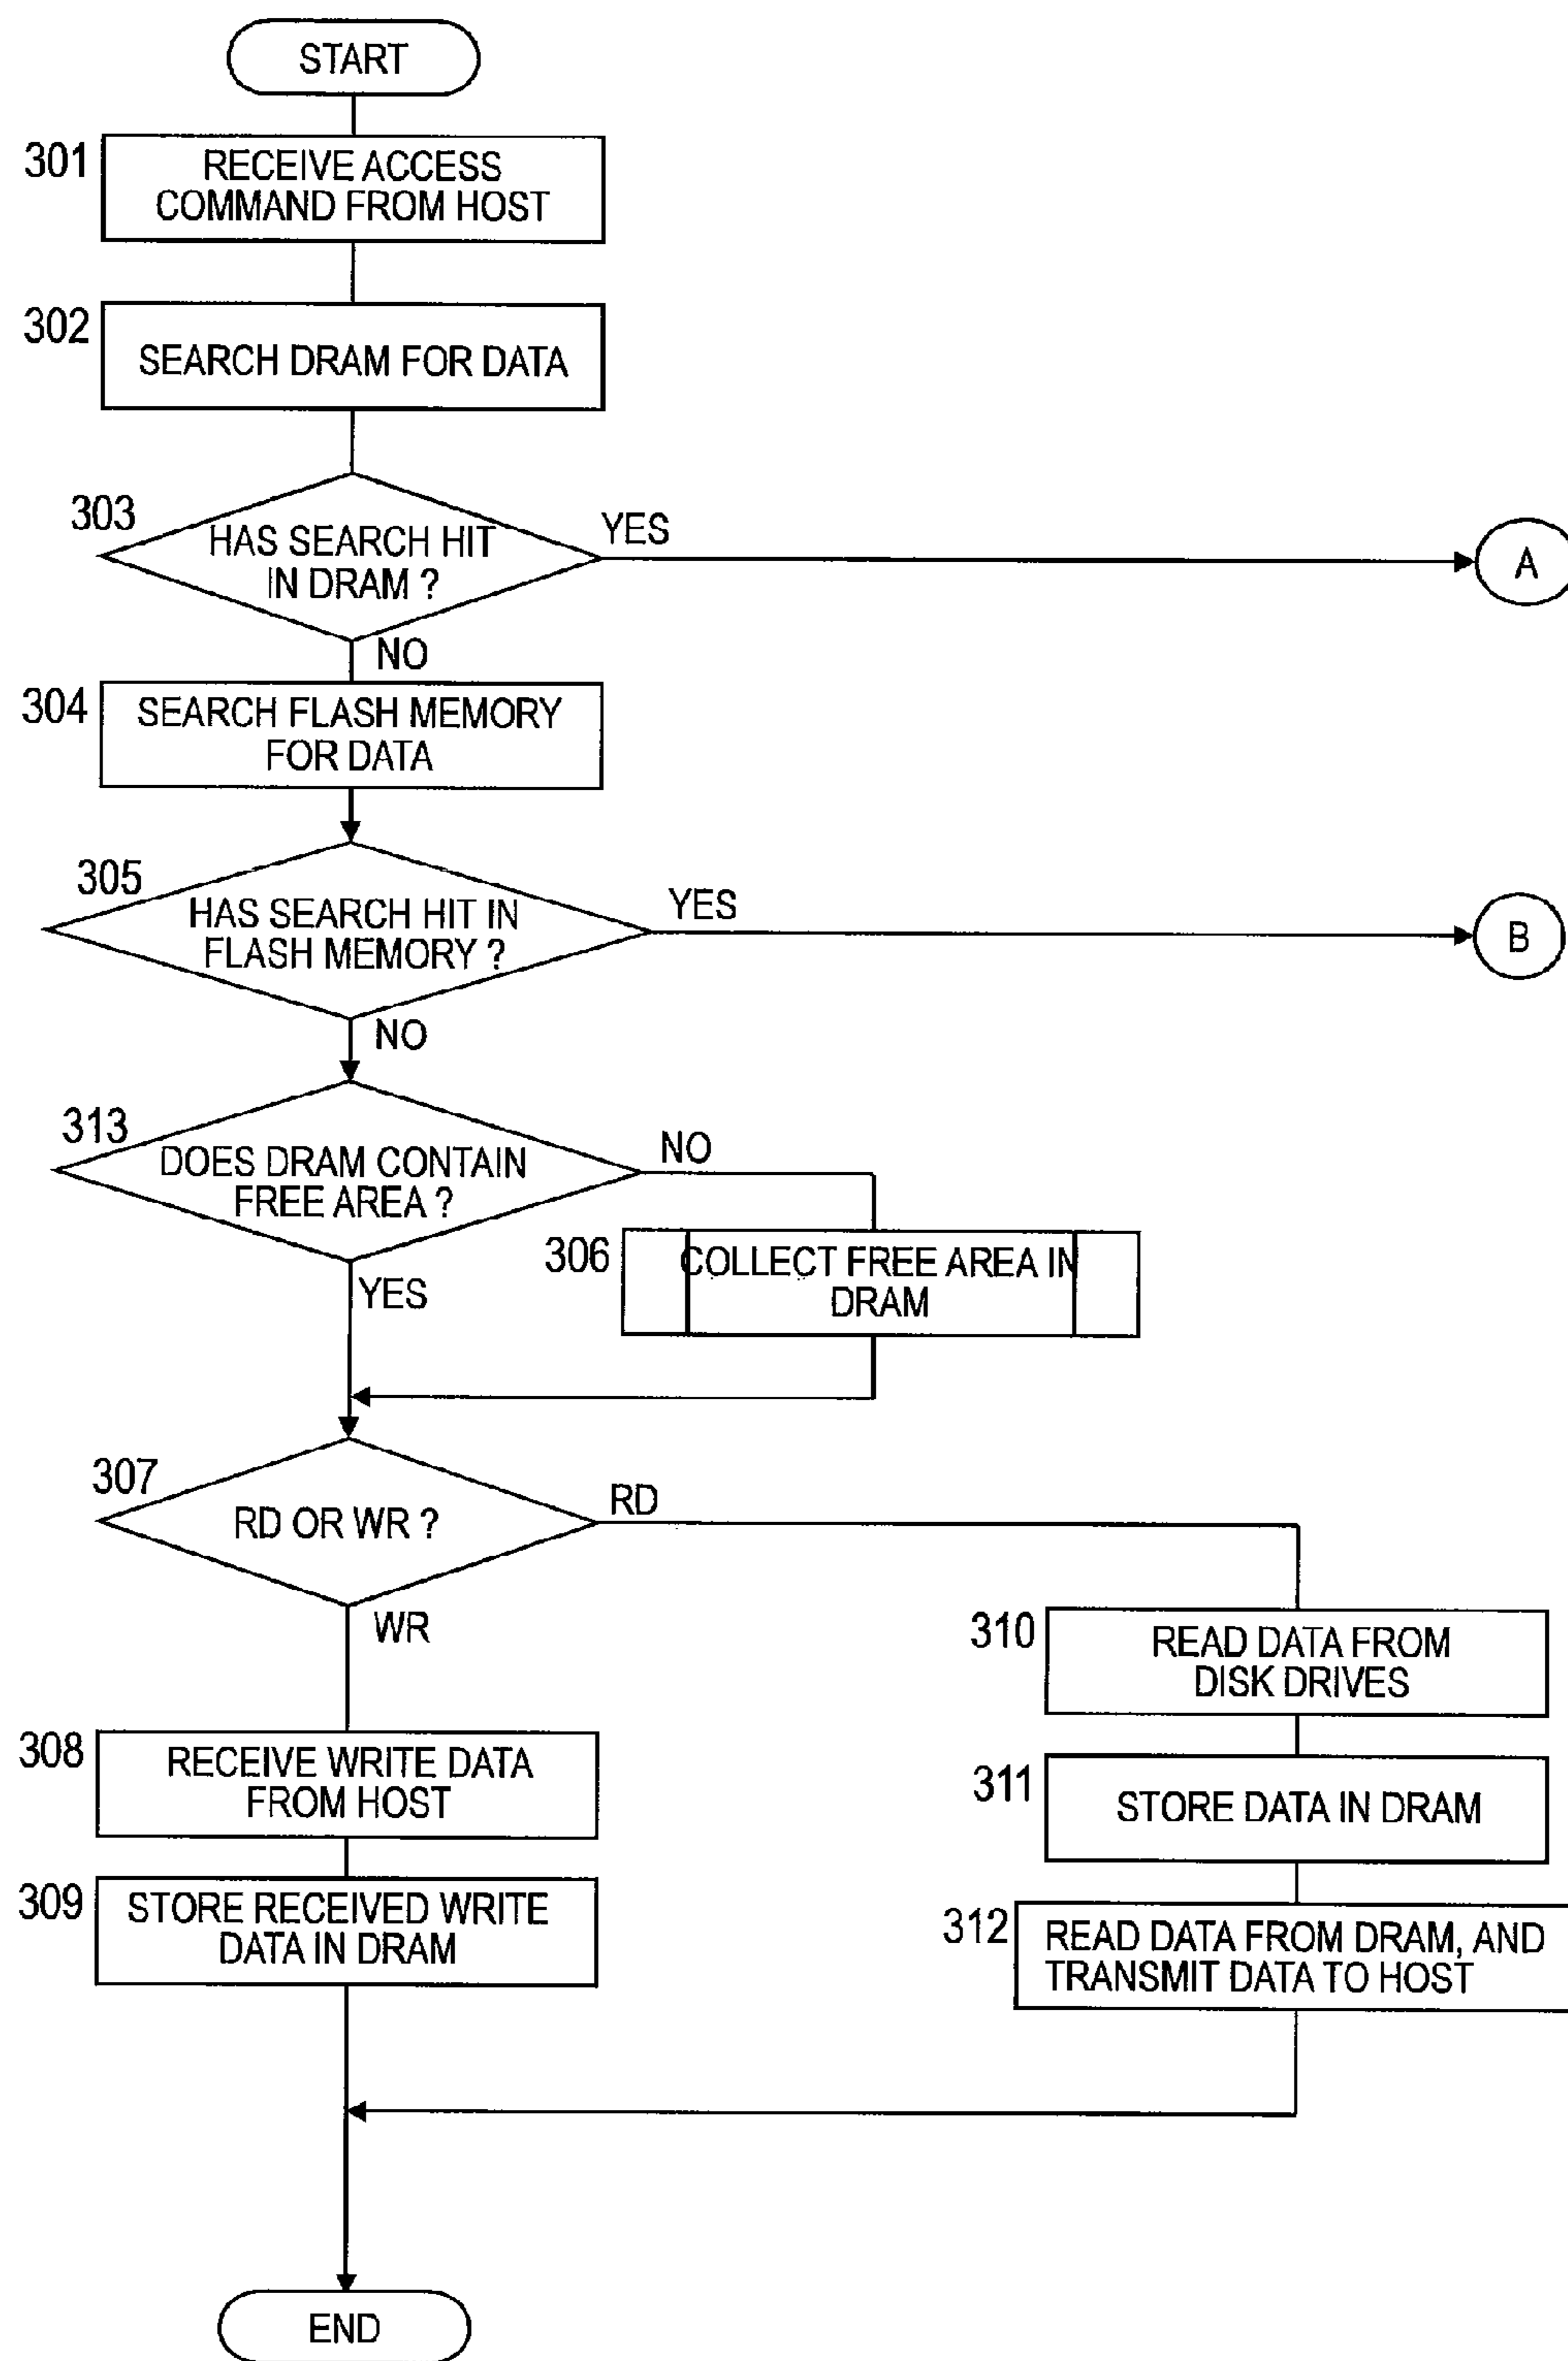 START
301
RECEIVE ACCESS
COMMAND FROM HOST
302
SEARCH DRAM FOR DATA
303
HAS SEARCH HIT
IN DRAM ?
YES
A
NO
304
SEARCH FLASH MEMORY
FOR DATA
305
HAS SEARCH HIT IN
FLASH MEMORY ?
YES
B
NO
313
DOES DRAM CONTAIN
FREE AREA ?
NO
306
COLLECT FREE AREA IN
DRAM
YES
307
RD OR WR ?
RD
WR
310
READ DATA FROM
DISK DRIVES
308
RECEIVE WRITE DATA
FROM HOST
311
STORE DATA IN DRAM
309
STORE RECEIVED WRITE
DATA IN DRAM
312
READ DATA FROM DRAM, AND
TRANSMIT DATA TO HOST
END